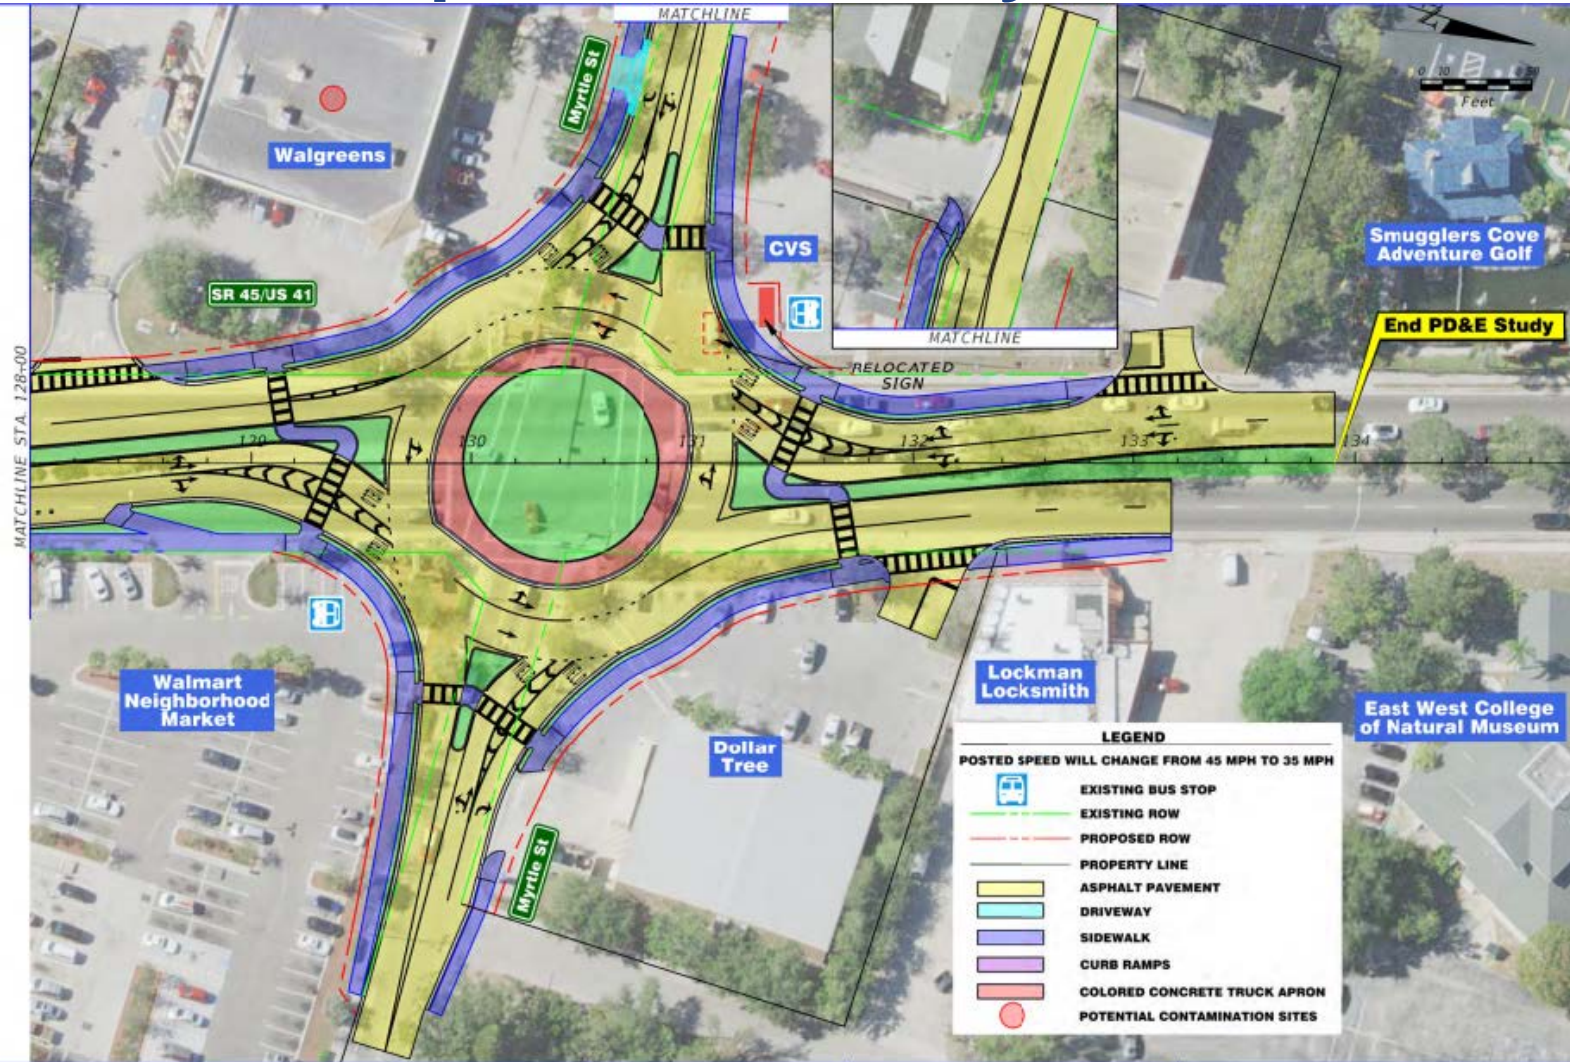 MATCHLINE
Myrtle St
Walgreens
SR 45/US 41
CVS
RELOCATED
SIGN
MATCHLINE
0 10
Feet
Smugglers Cove
Adventure Golf
End PD&E Study
MATCHLINE STA. 128+00
129
130
131
132
133
134
Walmart
Neighborhood
Market
Dollar
Tree
Myrtle St
Lockman
Locksmith
East West College
of Natural Museum
LEGEND
POSTED SPEED WILL CHANGE FROM 45 MPH TO 35 MPH
EXISTING BUS STOP
EXISTING ROW
PROPOSED ROW
PROPERTY LINE
ASPHALT PAVEMENT
DRIVEWAY
SIDEWALK
CURB RAMPS
COLORED CONCRETE TRUCK APRON
POTENTIAL CONTAMINATION SITES